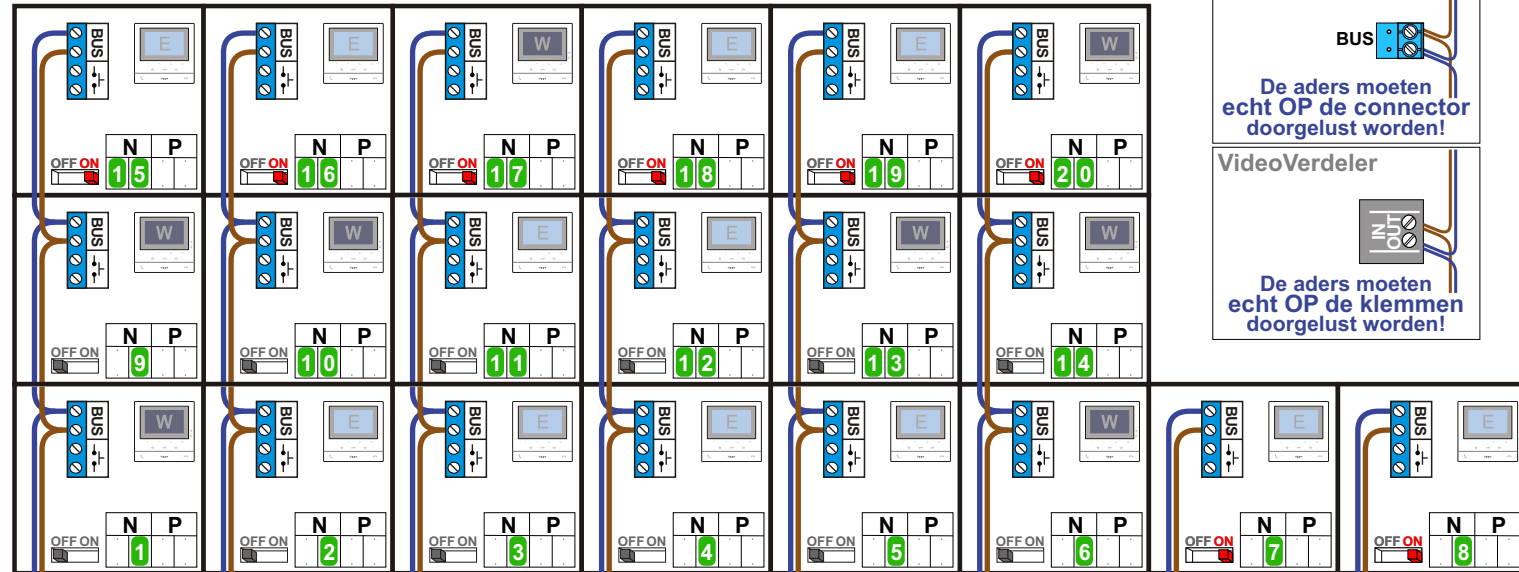 BUS E BUS E BUS W BUS E BUS E BUS W
N P N P N P N P N P N P
OFF ON 15 OFF ON 16 OFF ON 17 OFF ON 18 OFF ON 19 OFF ON 20
BUS
De aders moeten
echt OP de connector
doorgelust worden!
VideoVerdeler
IN
OUT
De aders moeten
echt OP de klemmen
doorgelust worden!
BUS W BUS W BUS E BUS E BUS W BUS W
N P N P N P N P N P N P
OFF ON 9 OFF ON 10 OFF ON 11 OFF ON 12 OFF ON 13 OFF ON 14
BUS W BUS E BUS E BUS E BUS E BUS W BUS E BUS E
N P N P N P N P N P N P N P N P
OFF ON 1 OFF ON 2 OFF ON 3 OFF ON 4 OFF ON 5 OFF ON 6 OFF ON 7 OFF ON 8